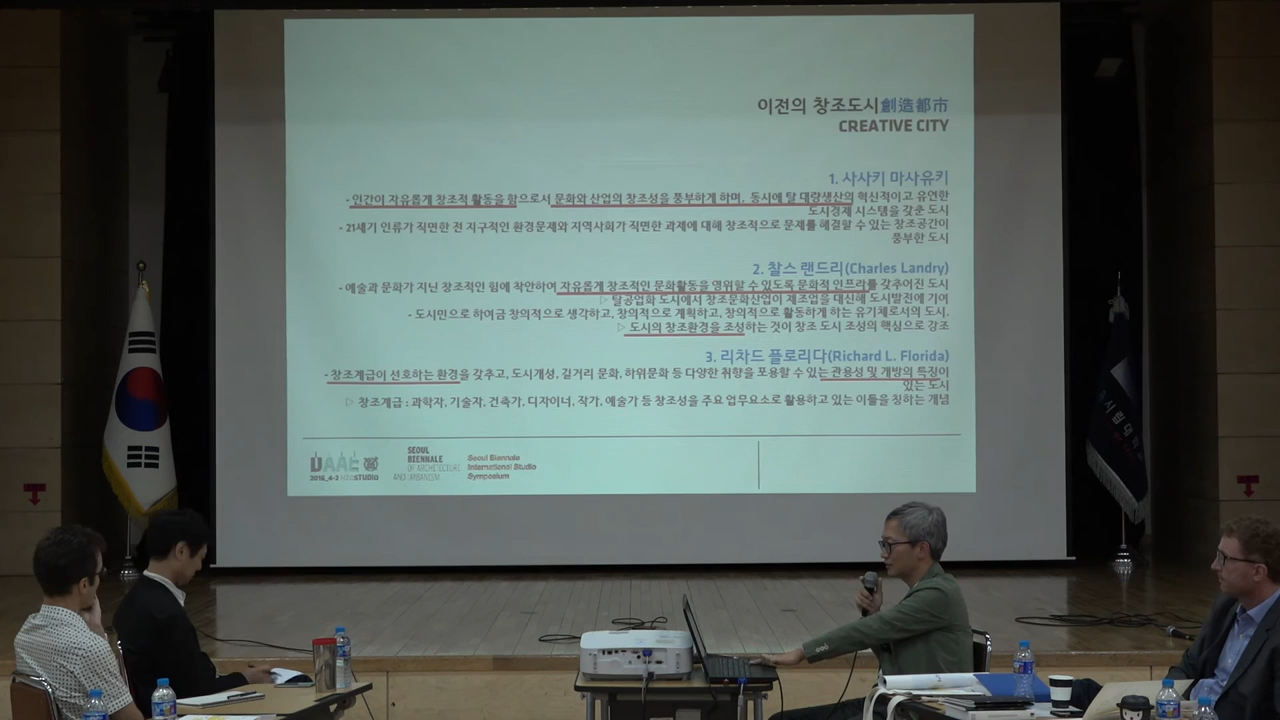 이전의 창조도시創造都市
CREATIVE CITY
1. 사사키 마사유키
- 인간이 자유롭게 창조적 활동을 함으로서 문화와 산업의 창조성을 풍부하게 하며, 동시에 탈 대량생산의 혁신적이고 유연한
도시경제 시스템을 갖춘 도시
- 21세기 인류가 직면한 전 지구적인 환경문제와 지역사회가 직면한 과제에 대해 창조적으로 문제를 해결할 수 있는 창조공간이
풍부한 도시
2. 찰스 랜드리(Charles Landry)
- 예술과 문화가 지닌 창조적인 힘에 착안하여 자유롭게 창조적인 문화활동을 영위할 수 있도록 문화적 인프라를 갖추어진 도시
▷ 탈공업화 도시에서 창조문화산업이 제조업을 대신해 도시발전에 기여
- 도시민으로 하여금 창의적으로 생각하고, 창의적으로 계획하고, 창의적으로 활동하게 하는 유기체로서의 도시.
▷ 도시의 창조환경을 조성하는 것이 창조 도시 조성의 핵심으로 강조
3. 리차드 플로리다(Richard L. Florida)
- 창조계급이 선호하는 환경을 갖추고, 도시개성, 길거리 문화, 하위문화 등 다양한 취향을 포용할 수 있는 관용성 및 개방의 특징이
있는 도시
▷ 창조계급 : 과학자, 기술자, 건축가, 디자이너, 작가, 예술가 등 창조성을 주요 업무요소로 활용하고 있는 이들을 칭하는 개념
SEOUL
BIENNALE
OF ARCHITECTURE
AND URBANISM
Seoul Biennale
International Studio
Symposium
시립대